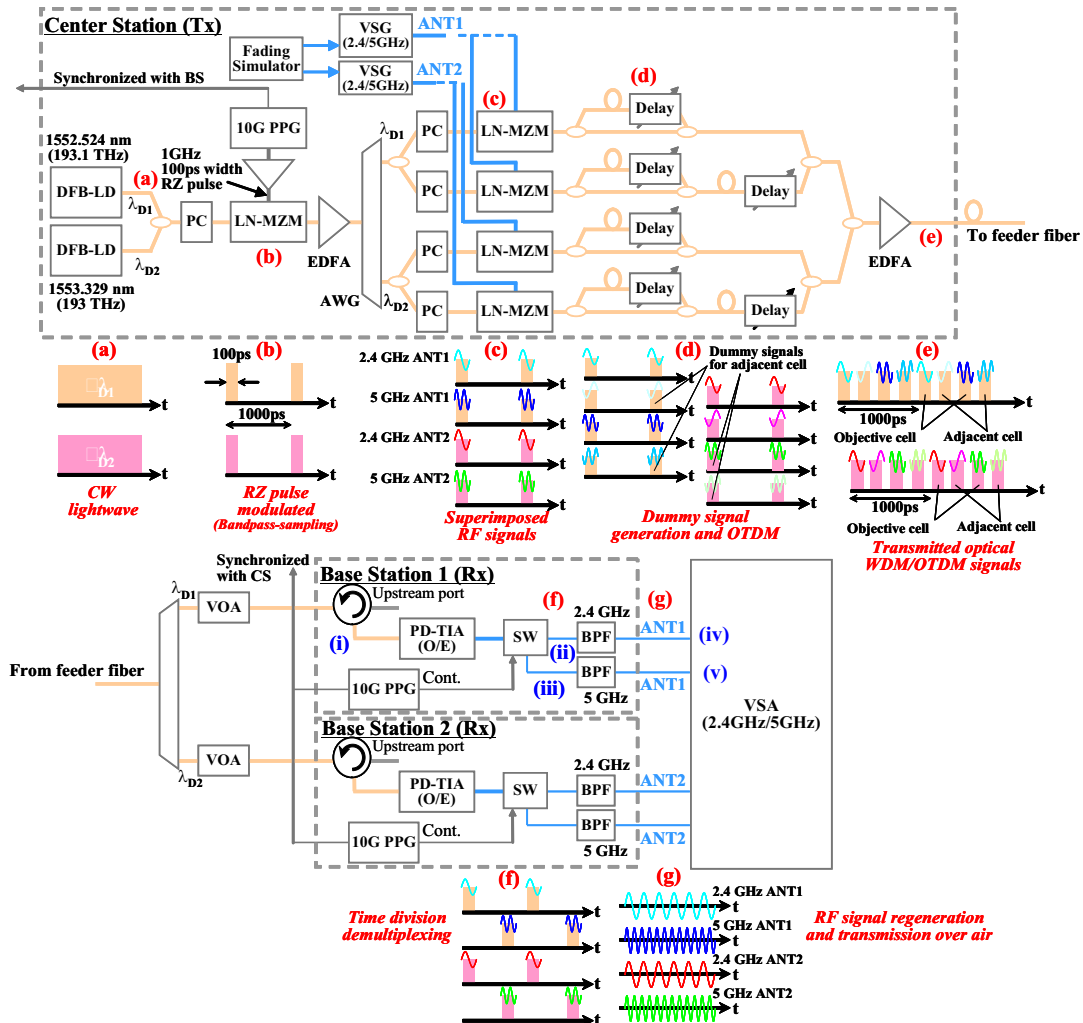 Center Station (Tx)
Fading
Simulator
VSG
(2.4/5GHz)
ANT1
VSG
(2.4/5GHz)
ANT2
Synchronized with BS
10G PPG
1552.524 nm
(193.1 THz)
DFB-LD
(a)
λD1
1GHz
100ps width
RZ pulse
PC
LN-MZM
(b)
EDFA
DFB-LD
λD2
1553.329 nm
(193 THz)
AWG
λD1
λD2
PC
(c)
LN-MZM
(d)
Delay
PC
LN-MZM
Delay
Delay
PC
LN-MZM
Delay
PC
LN-MZM
Delay
Delay
EDFA
(e)
To feeder fiber
(a)
λD1
t
λD2
t
CW
lightwave
(b)
100ps
t
1000ps
t
RZ pulse
modulated
(Bandpass-sampling)
(c)
2.4 GHz ANT1
t
5 GHz ANT1
t
2.4 GHz ANT2
t
5 GHz ANT2
t
Superimposed
RF signals
(d)
Dummy signals
for adjacent cell
t
t
t
t
t
t
t
t
Dummy signal
generation and OTDM
(e)
t
1000ps
Objective cell
Adjacent cell
t
1000ps
Objective cell
Adjacent cell
Transmitted optical
WDM/OTDM signals
Synchronized
with CS
λD1
VOA
From feeder fiber
VOA
λD2
Base Station 1 (Rx)
Upstream port
(i)
PD-TIA
(O/E)
(f)
SW
(ii)
(iii)
2.4 GHz
BPF
BPF
5 GHz
10G PPG
Cont.
(g)
ANT1
(iv)
ANT1
(v)
VSA
(2.4GHz/5GHz)
Base Station 2 (Rx)
Upstream port
PD-TIA
(O/E)
SW
2.4 GHz
BPF
BPF
5 GHz
10G PPG
Cont.
ANT2
ANT2
(f)
Time division
demultiplexing
t
t
t
t
(g)
2.4 GHz ANT1
t
5 GHz ANT1
t
2.4 GHz ANT2
t
5 GHz ANT2
t
RF signal regeneration
and transmission over air